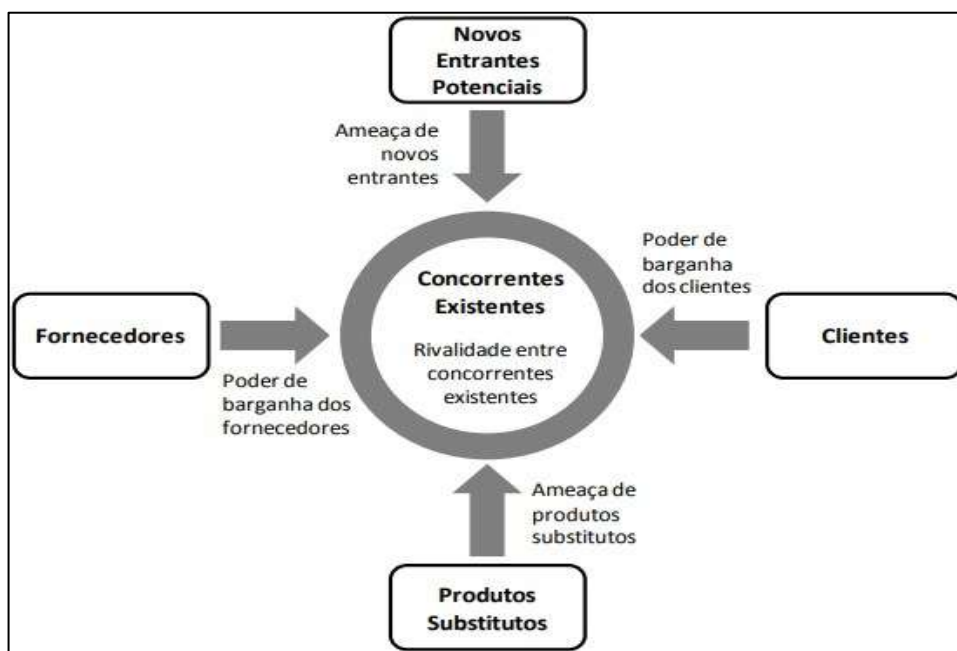 Novos
Entrantes
Potenciais
Ameaça de
novos
entrantes
Poder de
barganha
dos clientes
Concorrentes
Existentes
Rivalidade entre
concorrentes
existentes
Fornecedores
Clientes
Poder de
barganha dos
fornecedores
Ameaça de
produtos
substitutos
Produtos
Substitutos